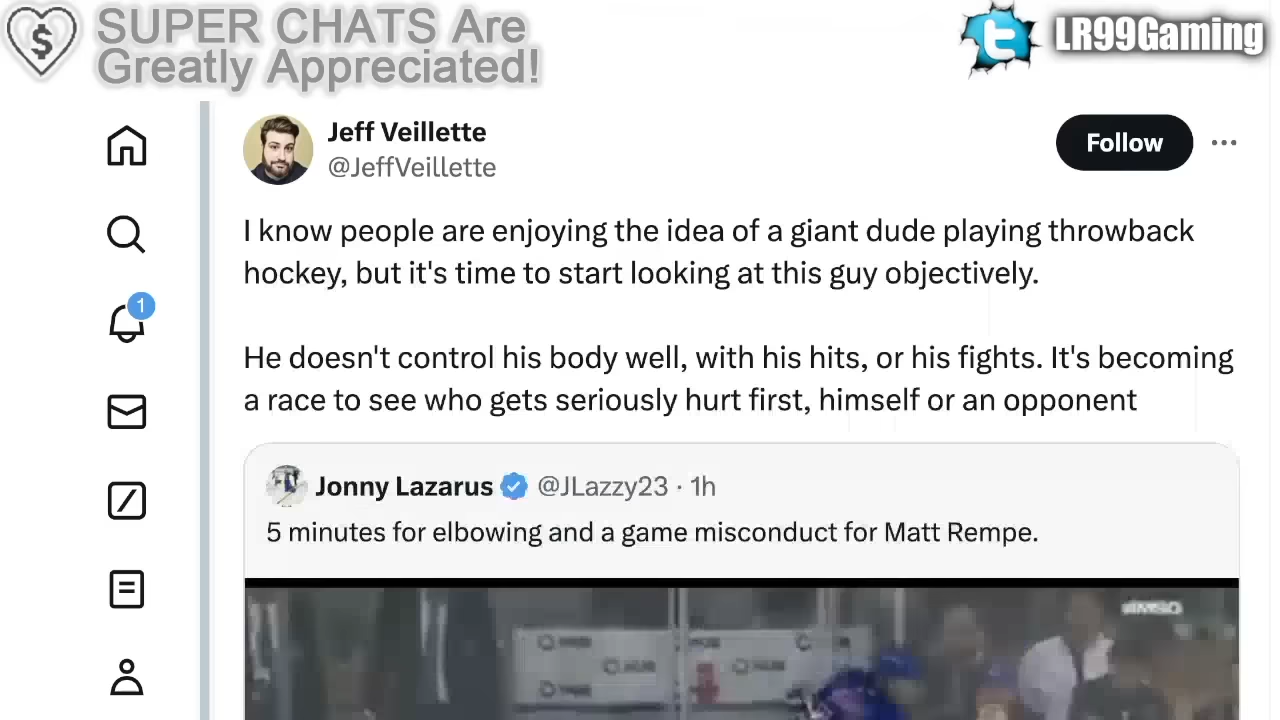 SUPER CHATS Are
Greatly Appreciated!
LR99Gaming
Jeff Veillette
@JeffVeillette
Follow
I know people are enjoying the idea of a giant dude playing throwback
hockey, but it's time to start looking at this guy objectively.
1
He doesn't control his body well, with his hits, or his fights. It's becoming
a race to see who gets seriously hurt first, himself or an opponent
Jonny Lazarus @JLazzy23 · 1h
5 minutes for elbowing and a game misconduct for Matt Rempe.